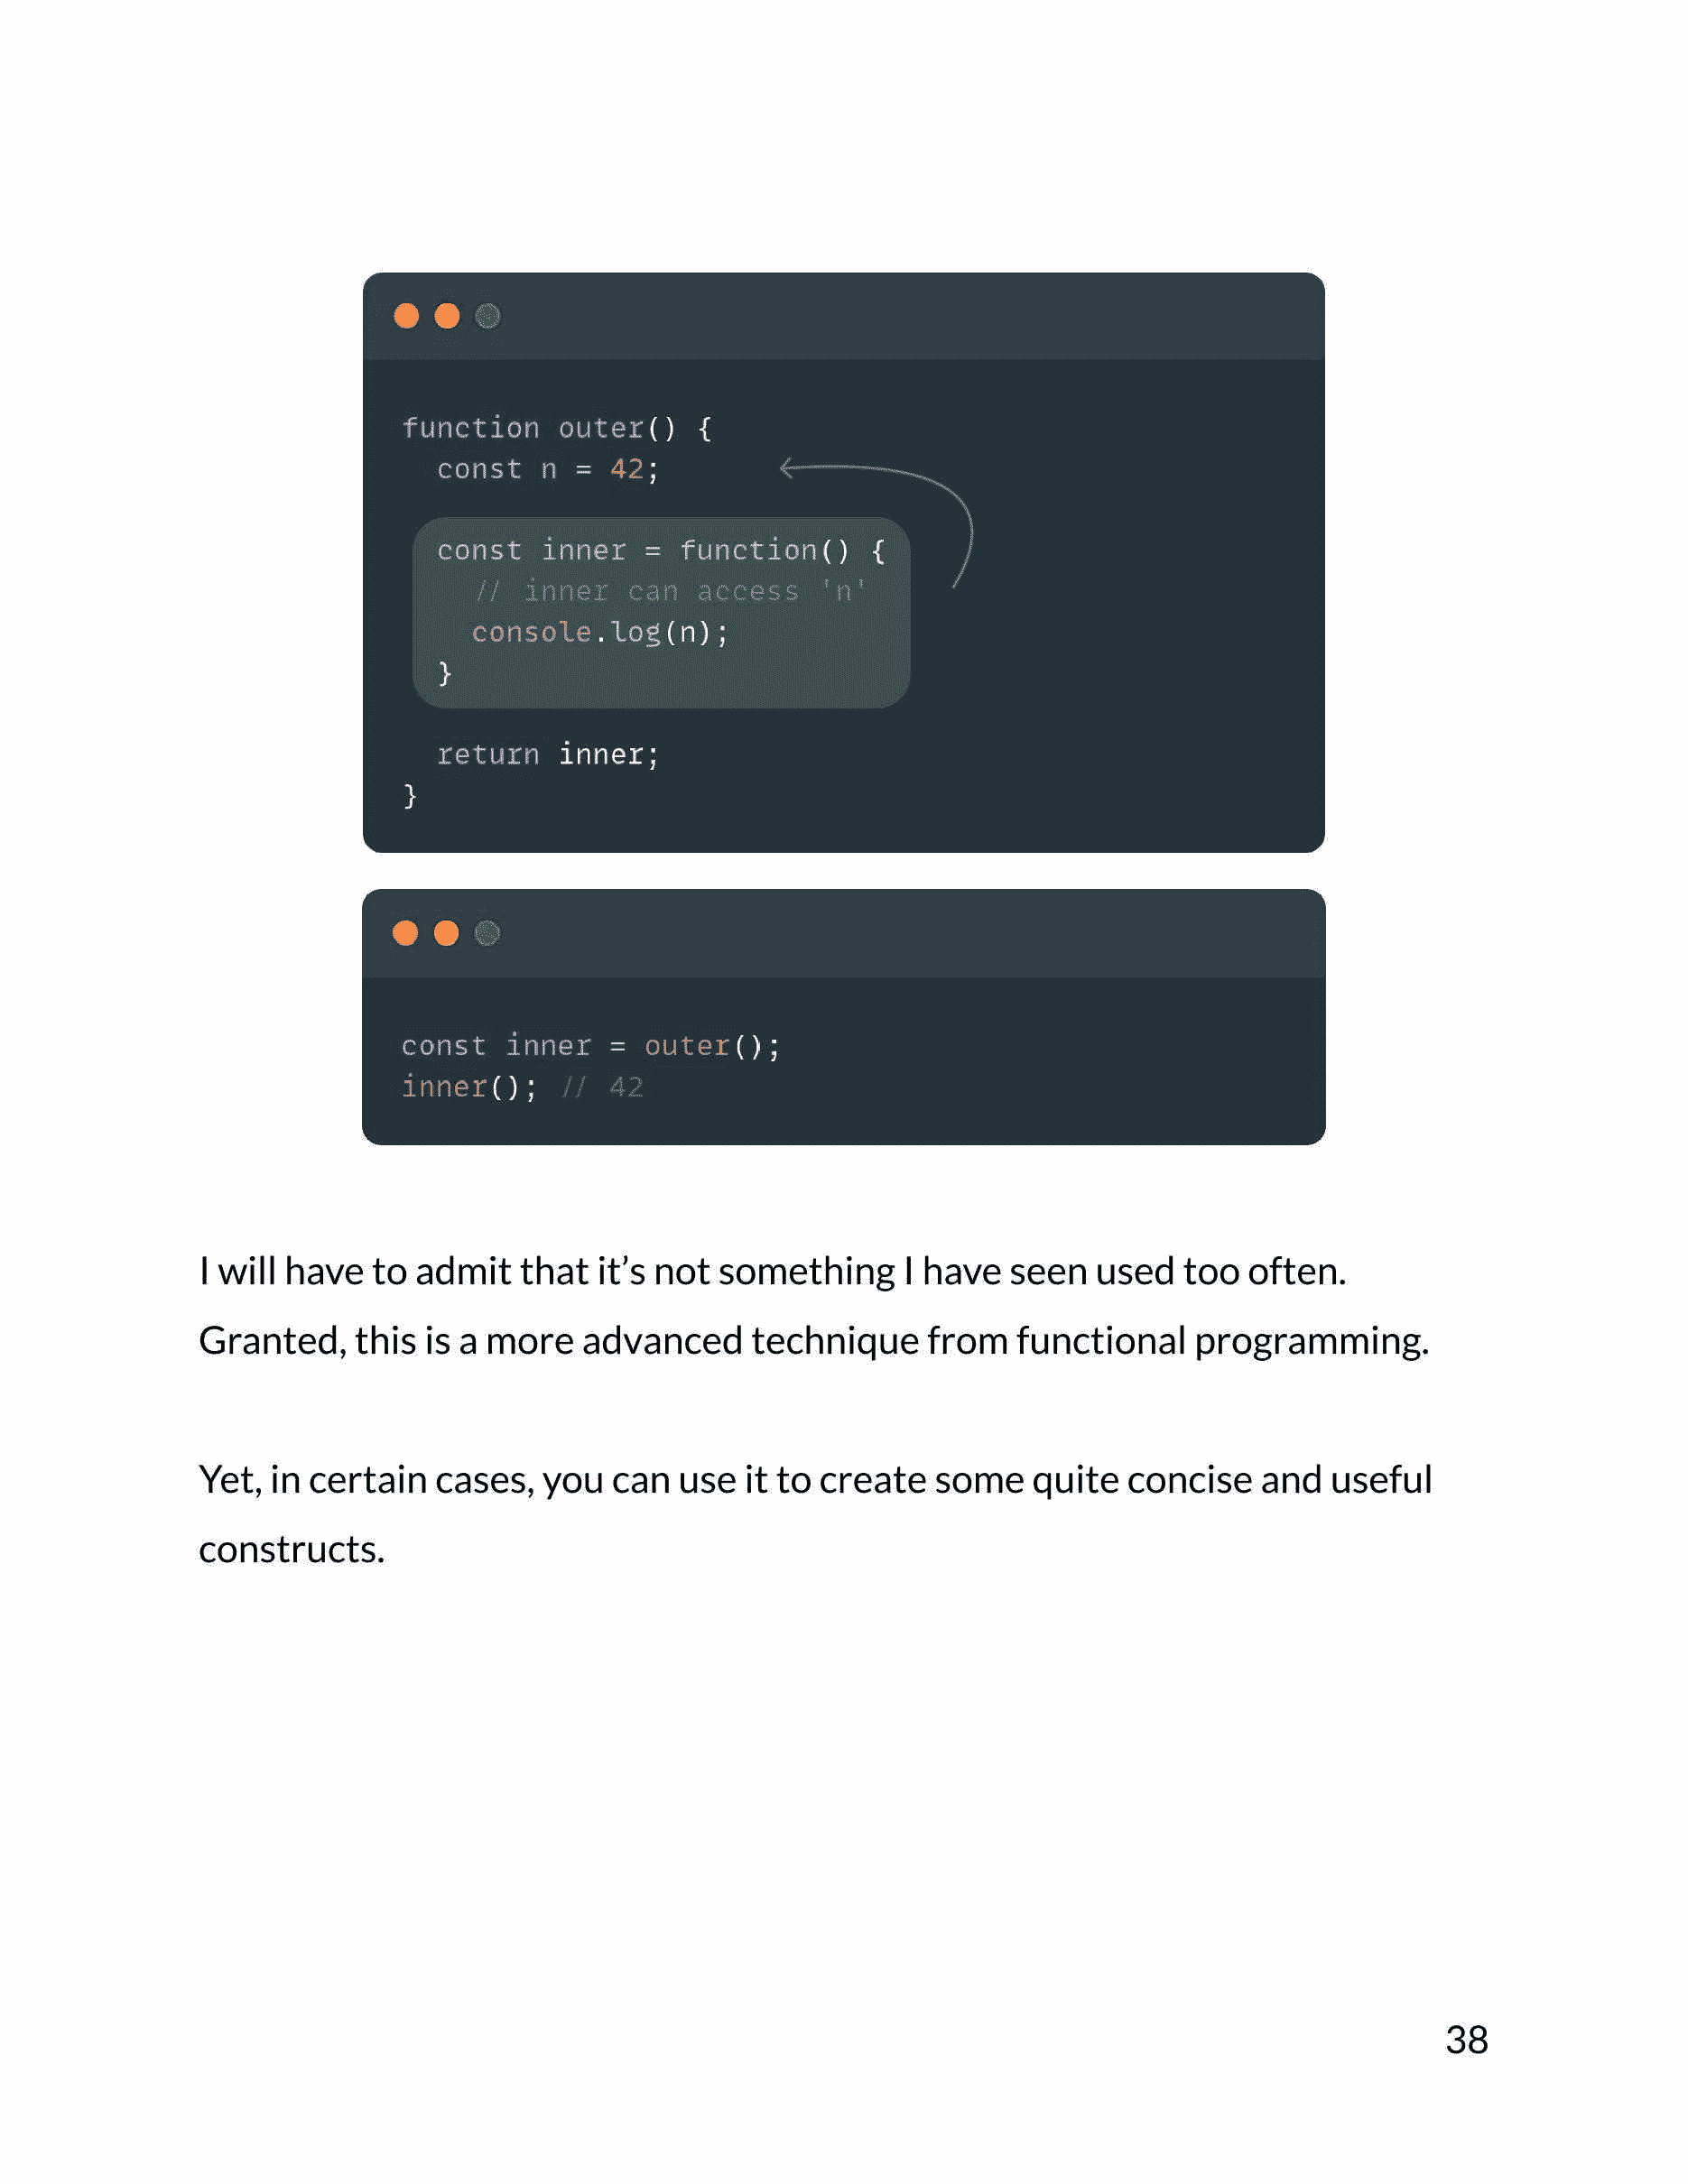 function outer() {
const n = 42;
const inner = function() {
// inner can access 'n'
console.log(n);
}
return inner;
}
const inner = outer();
inner(); // 42
I will have to admit that it’s not something I have seen used too often.
Granted, this is a more advanced technique from functional programming.
Yet, in certain cases, you can use it to create some quite concise and useful
constructs.
38